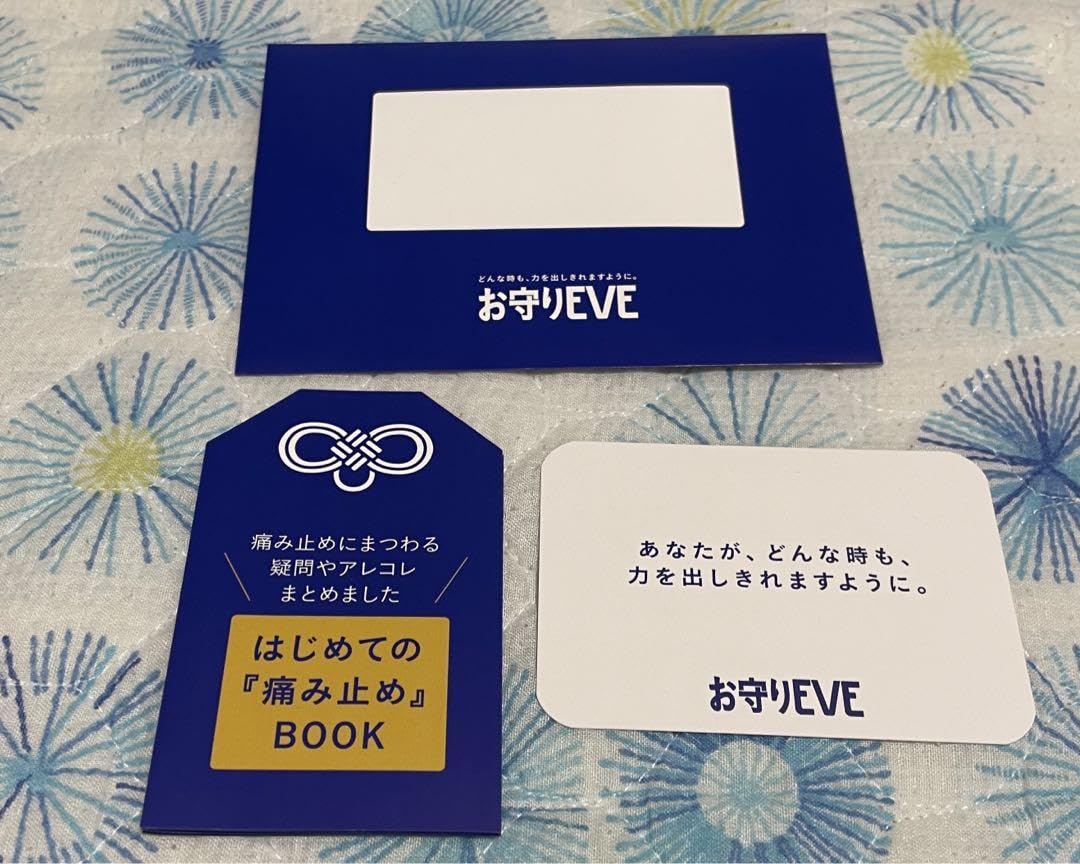 どんな時も、力を出しきれますように。
お守りEVE
痛み止めにまつわる
疑問やアレコレ
まとめました
はじめての
『痛み止め』
BOOK
あなたが、どんな時も、
力を出しきれますように。
お守りEVE